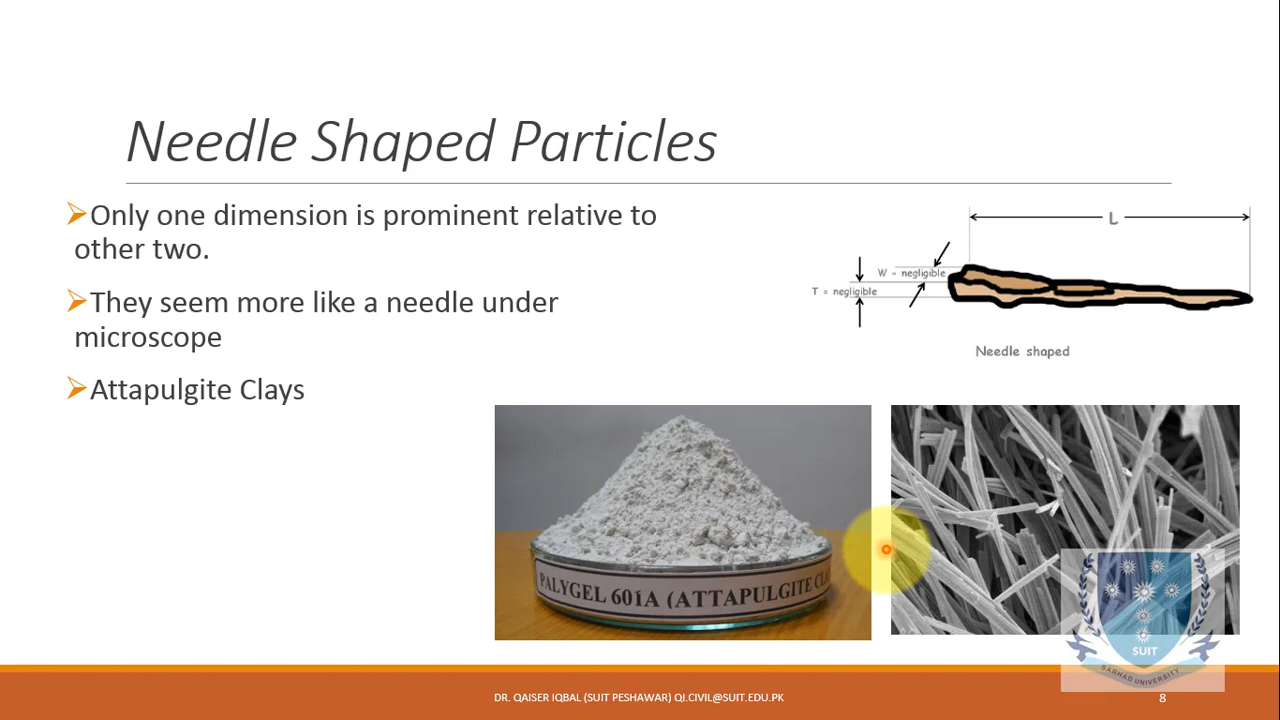 Needle Shaped Particles
Only one dimension is prominent relative to
other two.
They seem more like a needle under
microscope
Attapulgite Clays
L
W = negligible
T = negligible
Needle shaped
PALYGEL 601A (ATTAPULGITE CLA
SUIT
SARHAD UNIVERSITY
DR. QAISER IQBAL (SUIT PESHAWAR) QI.CIVIL@SUIT.EDU.PK
8